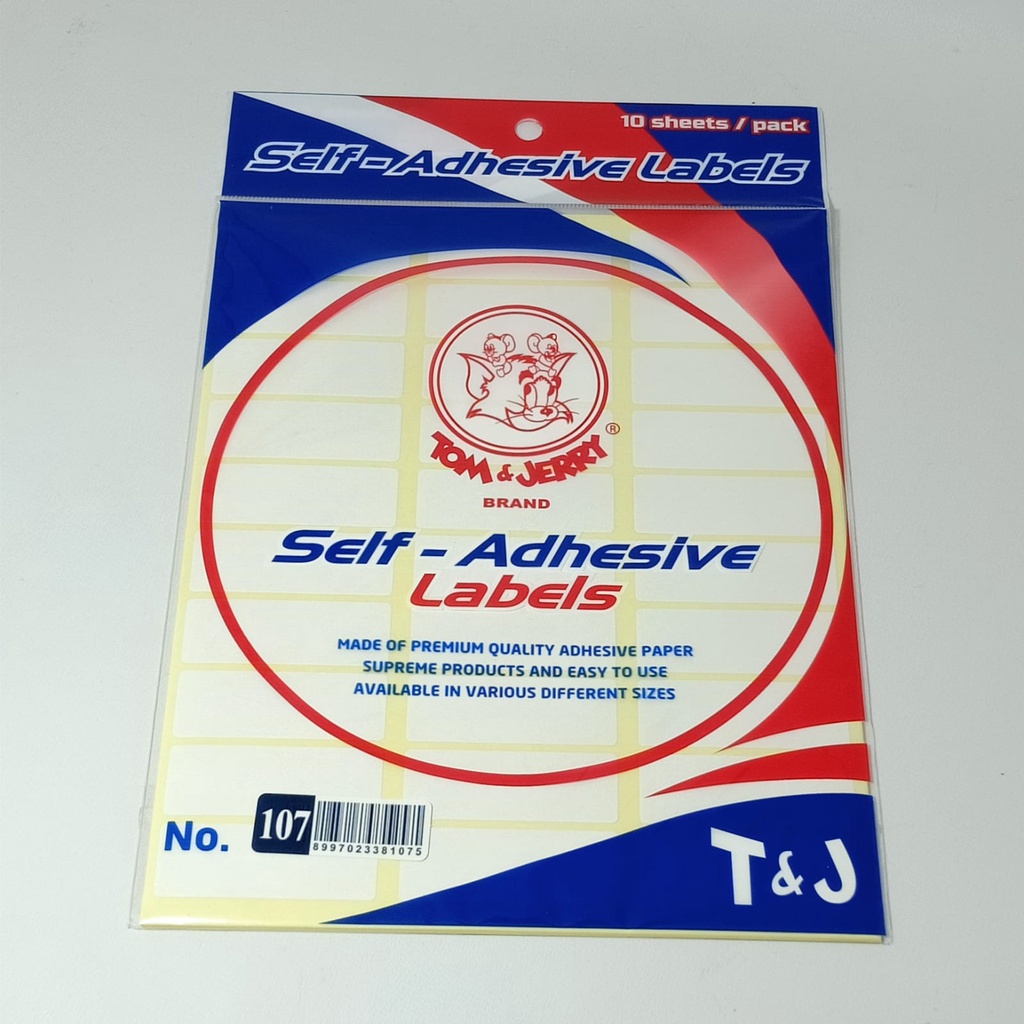 10 sheets / pack
Self - Adhesive Labels
TOM & JERRY ®
BRAND
Self - Adhesive
Labels
MADE OF PREMIUM QUALITY ADHESIVE PAPER
SUPREME PRODUCTS AND EASY TO USE
AVAILABLE IN VARIOUS DIFFERENT SIZES
No. 107
8997023381075
T & J